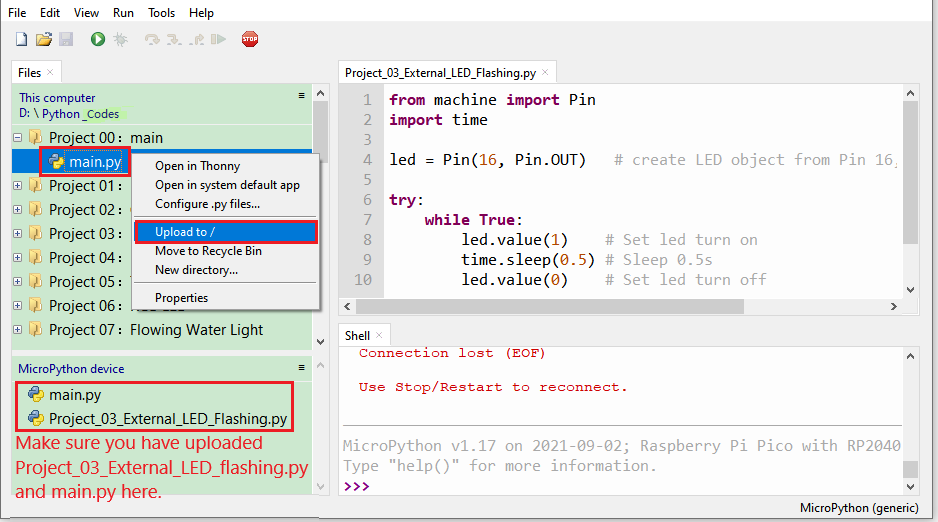 File Edit View Run Tools Help
STOP
Files ×
This computer
D: \ Python _Codes
Project 00：main
main.py
Project 01：
Project 02：
Project 03：
Project 04：
Project 05：
Project 06：
Project 07：Flowing Water Light
Open in Thonny
Open in system default app
Configure .py files...
Upload to /
Move to Recycle Bin
New directory...
Properties
MicroPython device
main.py
Project_03_External_LED_Flashing.py
Make sure you have uploaded
Project_03_External_LED_flashing.py
and main.py here.
Project_03_External_LED_Flashing.py ×
1 from machine import Pin
2 import time
3
4 led = Pin(16, Pin.OUT) # create LED object from Pin 16,
5
6 try:
7 while True:
8 led.value(1) # Set led turn on
9 time.sleep(0.5) # Sleep 0.5s
10 led.value(0) # Set led turn off
Shell ×
Connection lost (EOF)
Use Stop/Restart to reconnect.
MicroPython v1.17 on 2021-09-02; Raspberry Pi Pico with RP2040
Type "help()" for more information.
>>>
MicroPython (generic)